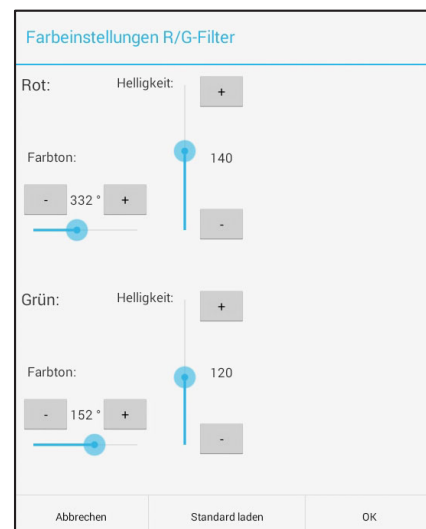 Farbeinstellungen R/G-Filter
Rot:
Helligkeit:
+
Farbton:
140
- 332 ° +
-
Grün:
Helligkeit:
+
Farbton:
120
- 152 ° +
-
Abbrechen Standard laden OK